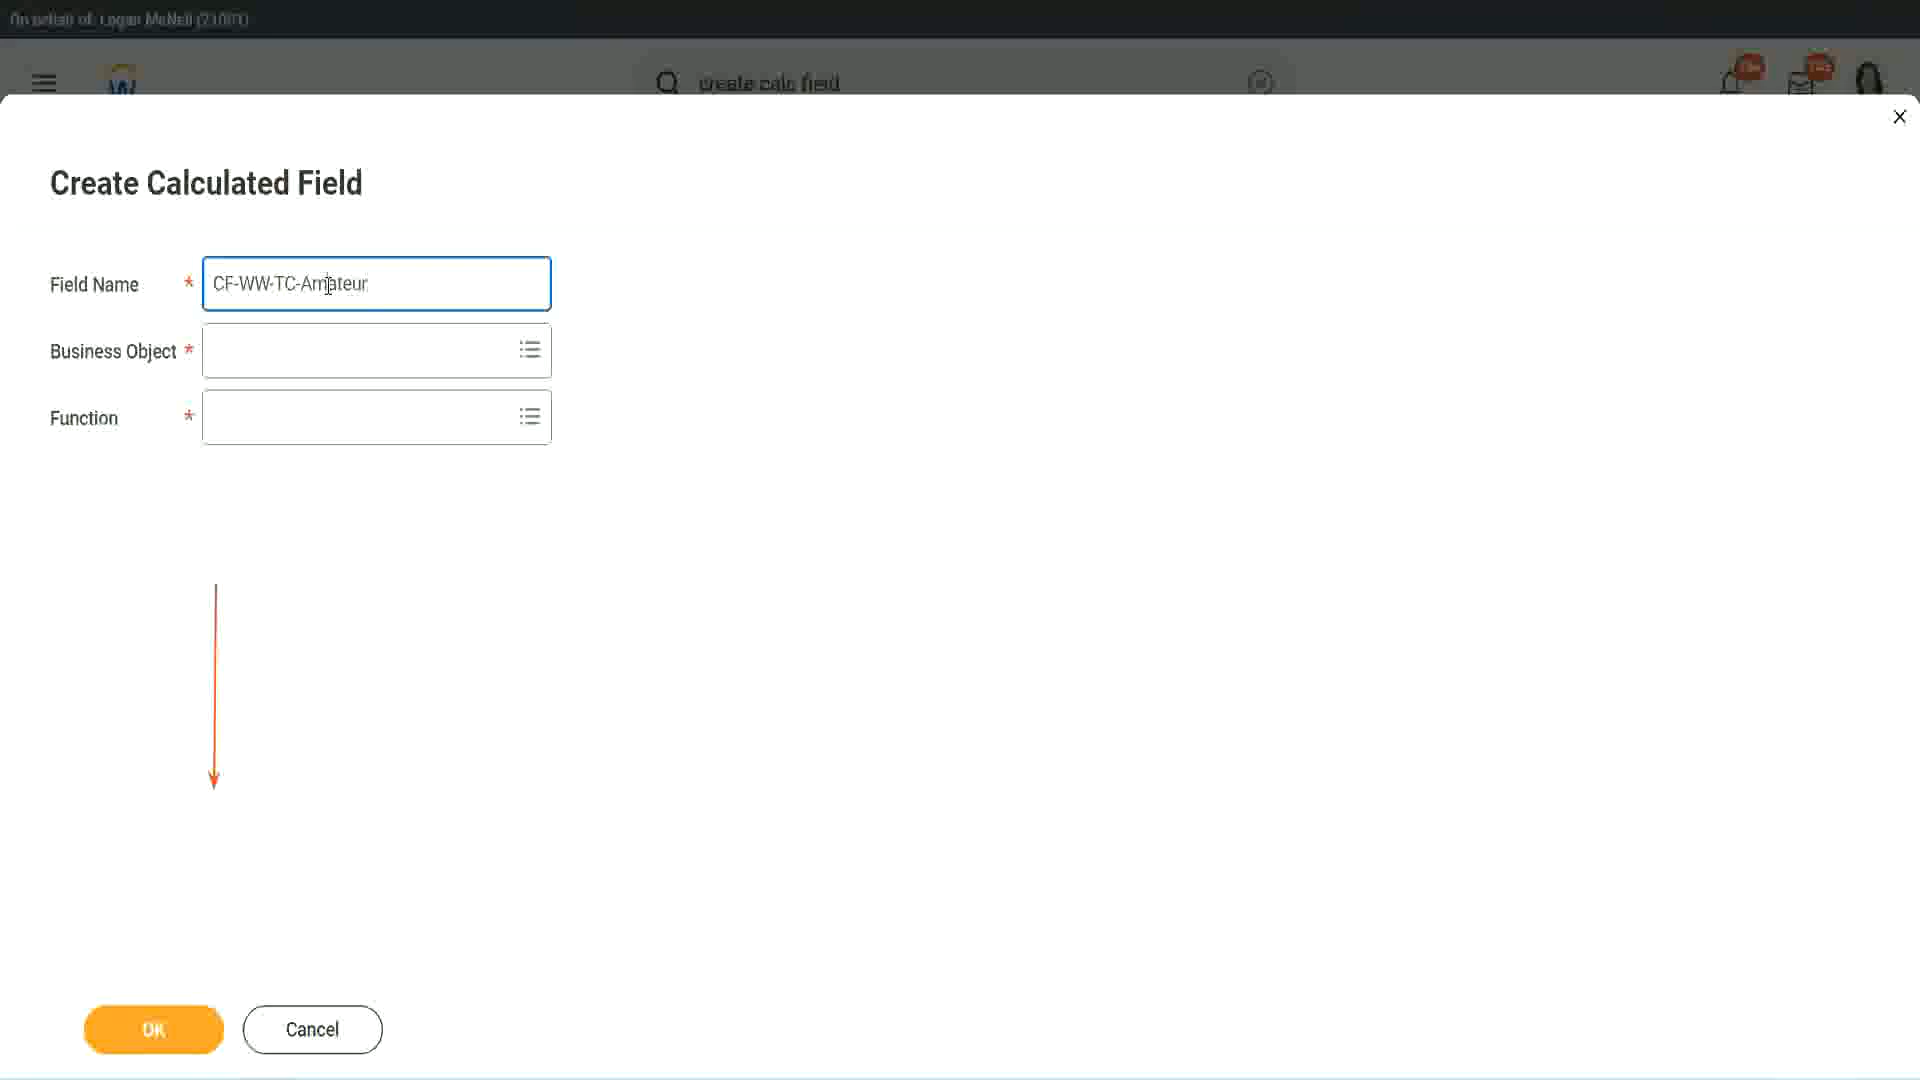 On behalf of: Logan McNeil (21001)
create calc field
Create Calculated Field
Field Name *
CF-WW-TC-Amateur
Business Object *
Function *
OK
Cancel